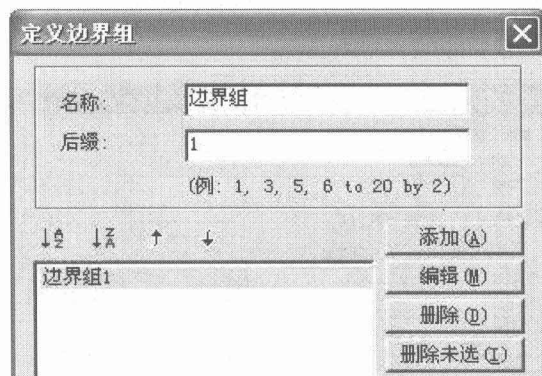 定义边界组
名称:
边界组
后缀:
1
(例: 1, 3, 5, 6 to 20 by 2)
添加(A)
边界组1
编辑(M)
删除(D)
删除未选(I)